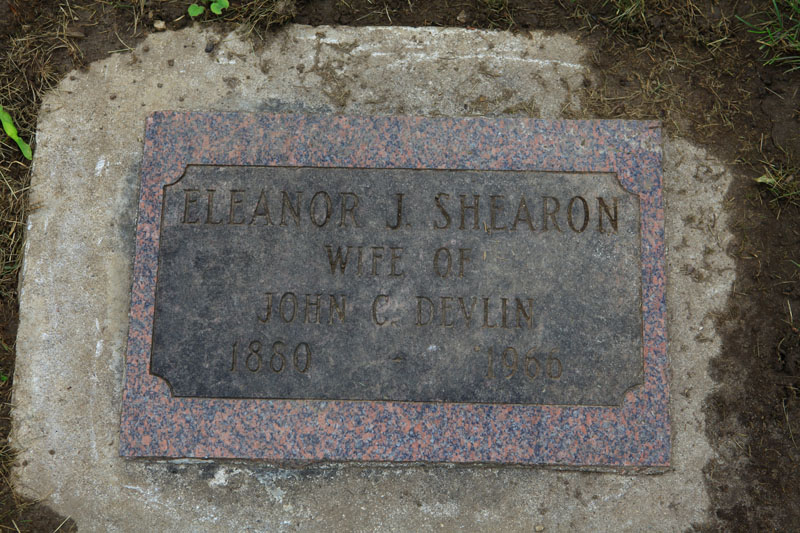 ELEANOR J. SHEARON
WIFE OF
JOHN C. DEVLIN
1880 -